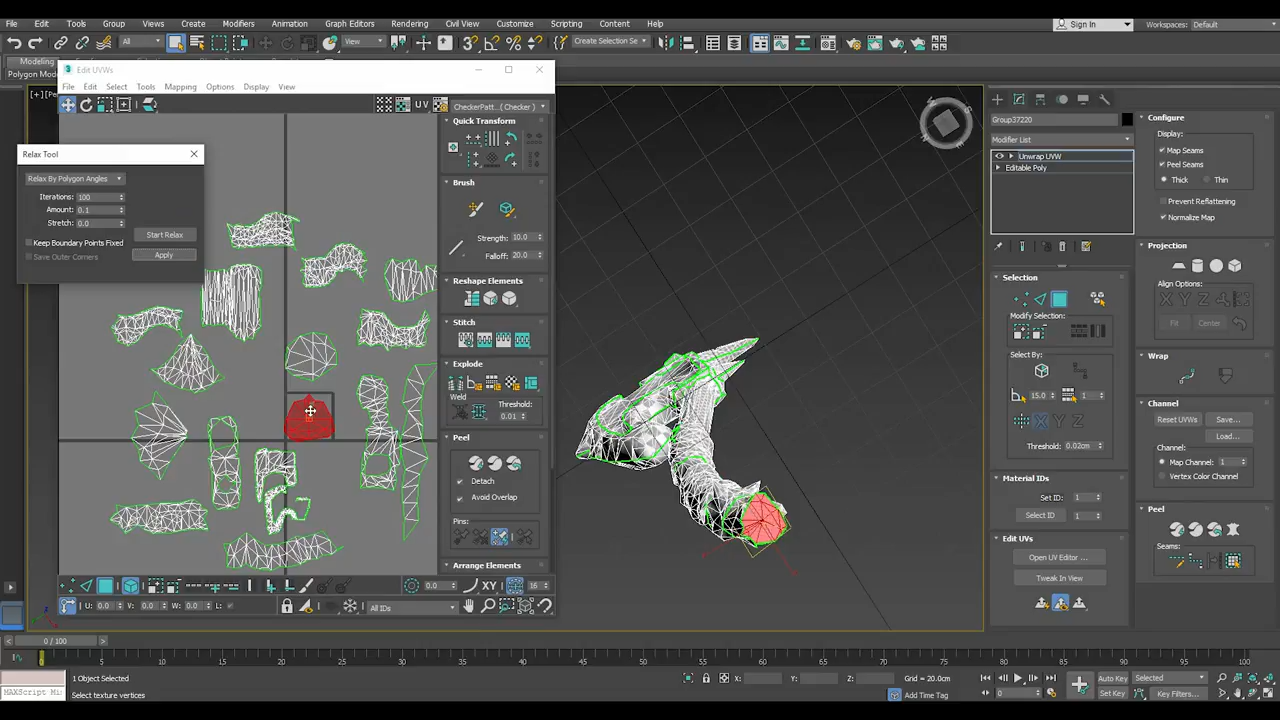 File Edit Tools Group Views Create Modifiers Animation Graph Editors Rendering Civil View Customize Scripting Content Sign In Workspaces: Default
All View Create Selection Se
Modeling
Polygon Mod
Edit UVWs
File Edit Select Tools Mapping Options Display View
UV CheckerPatt...( Checker )
Relax Tool
Relax By Polygon Angles
Iterations: 100
Amount: 0.1
Stretch: 0.0
Start Relax
Keep Boundary Points Fixed
Save Outer Corners
Apply
Quick Transform
Brush
Strength: 10.0
Falloff: 20.0
Reshape Elements
Stitch
Explode
Weld
Threshold:
0.01
Peel
Detach
Avoid Overlap
Pins:
Arrange Elements
0.0 XY 16
U: 0.0 V: 0.0 W: 0.0 L: All IDs
Group37220
Modifier List
Unwrap UVW
Editable Poly
Selection
Modify Selection:
Select By:
15.0 1
X Y Z
Threshold: 0.02cm
Material IDs
Set ID: 1
Select ID 1
Edit UVs
Open UV Editor ...
Tweak In View
Configure
Display:
Map Seams
Peel Seams
Thick Thin
Prevent Reflattening
Normalize Map
Projection
Align Options:
X Y Z
Fit Center
Wrap
Channel
Reset UVWs Save...
Load...
Channel:
Map Channel: 1
Vertex Color Channel
Peel
Seams:
0 / 100
0 5 10 15 20 25 30 35 40 45 50 55 60 65 70 75 80 85 90 95 100
1 Object Selected
MAXScript Mi
Select texture vertices
X: Y: Z: Grid = 20.0cm
Add Time Tag
0
Auto Key Selected
Set Key Key Filters...